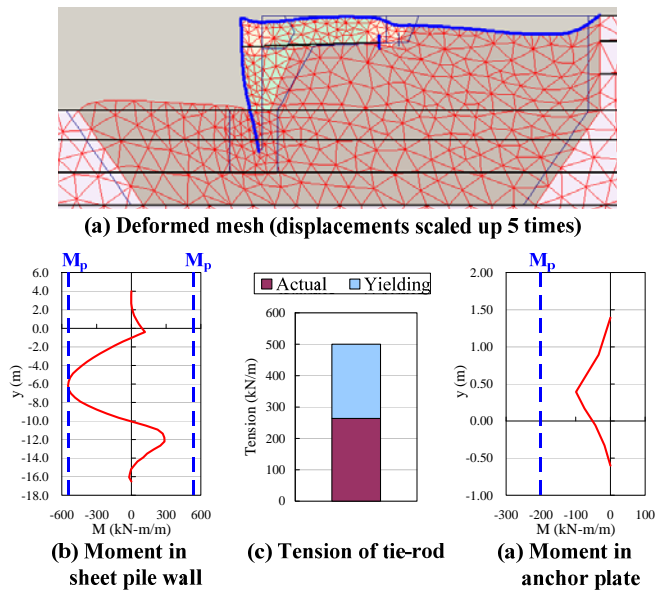 (a) Deformed mesh (displacements scaled up 5 times)
Mp Mp
6.0
4.0
2.0
0.0
-2.0
-4.0
-6.0
-8.0
-10.0
-12.0
-14.0
-16.0
-18.0
y (m)
-600 -300 0 300 600
M (kN-m/m)
(b) Moment in
sheet pile wall
Actual Yielding
600
500
400
300
200
100
0
Tension (kN/m)
(c) Tension of tie-rod
Mp
2.00
1.50
1.00
0.50
0.00
-0.50
-1.00
y (m)
-300 -200 -100 0 100
M (kN-m/m)
(a) Moment in
anchor plate